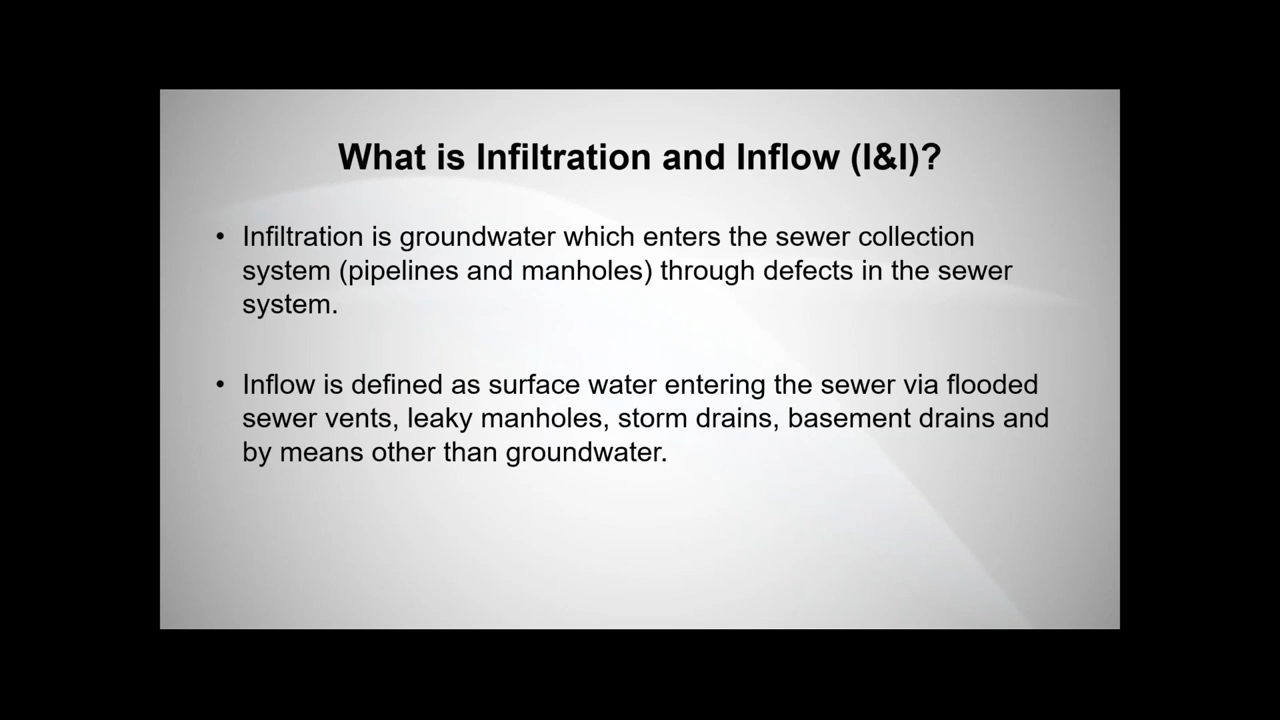 What is Infiltration and Inflow (I&I)?
• Infiltration is groundwater which enters the sewer collection
system (pipelines and manholes) through defects in the sewer
system.
• Inflow is defined as surface water entering the sewer via flooded
sewer vents, leaky manholes, storm drains, basement drains and
by means other than groundwater.